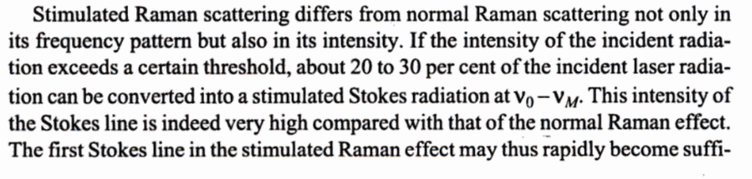 Stimulated Raman scattering differs from normal Raman scattering not only in
its frequency pattern but also in its intensity. If the intensity of the incident radia-
tion exceeds a certain threshold, about 20 to 30 per cent of the incident laser radia-
tion can be converted into a stimulated Stokes radiation at ν₀ – ν_M. This intensity of
the Stokes line is indeed very high compared with that of the normal Raman effect.
The first Stokes line in the stimulated Raman effect may thus rapidly become suffi-